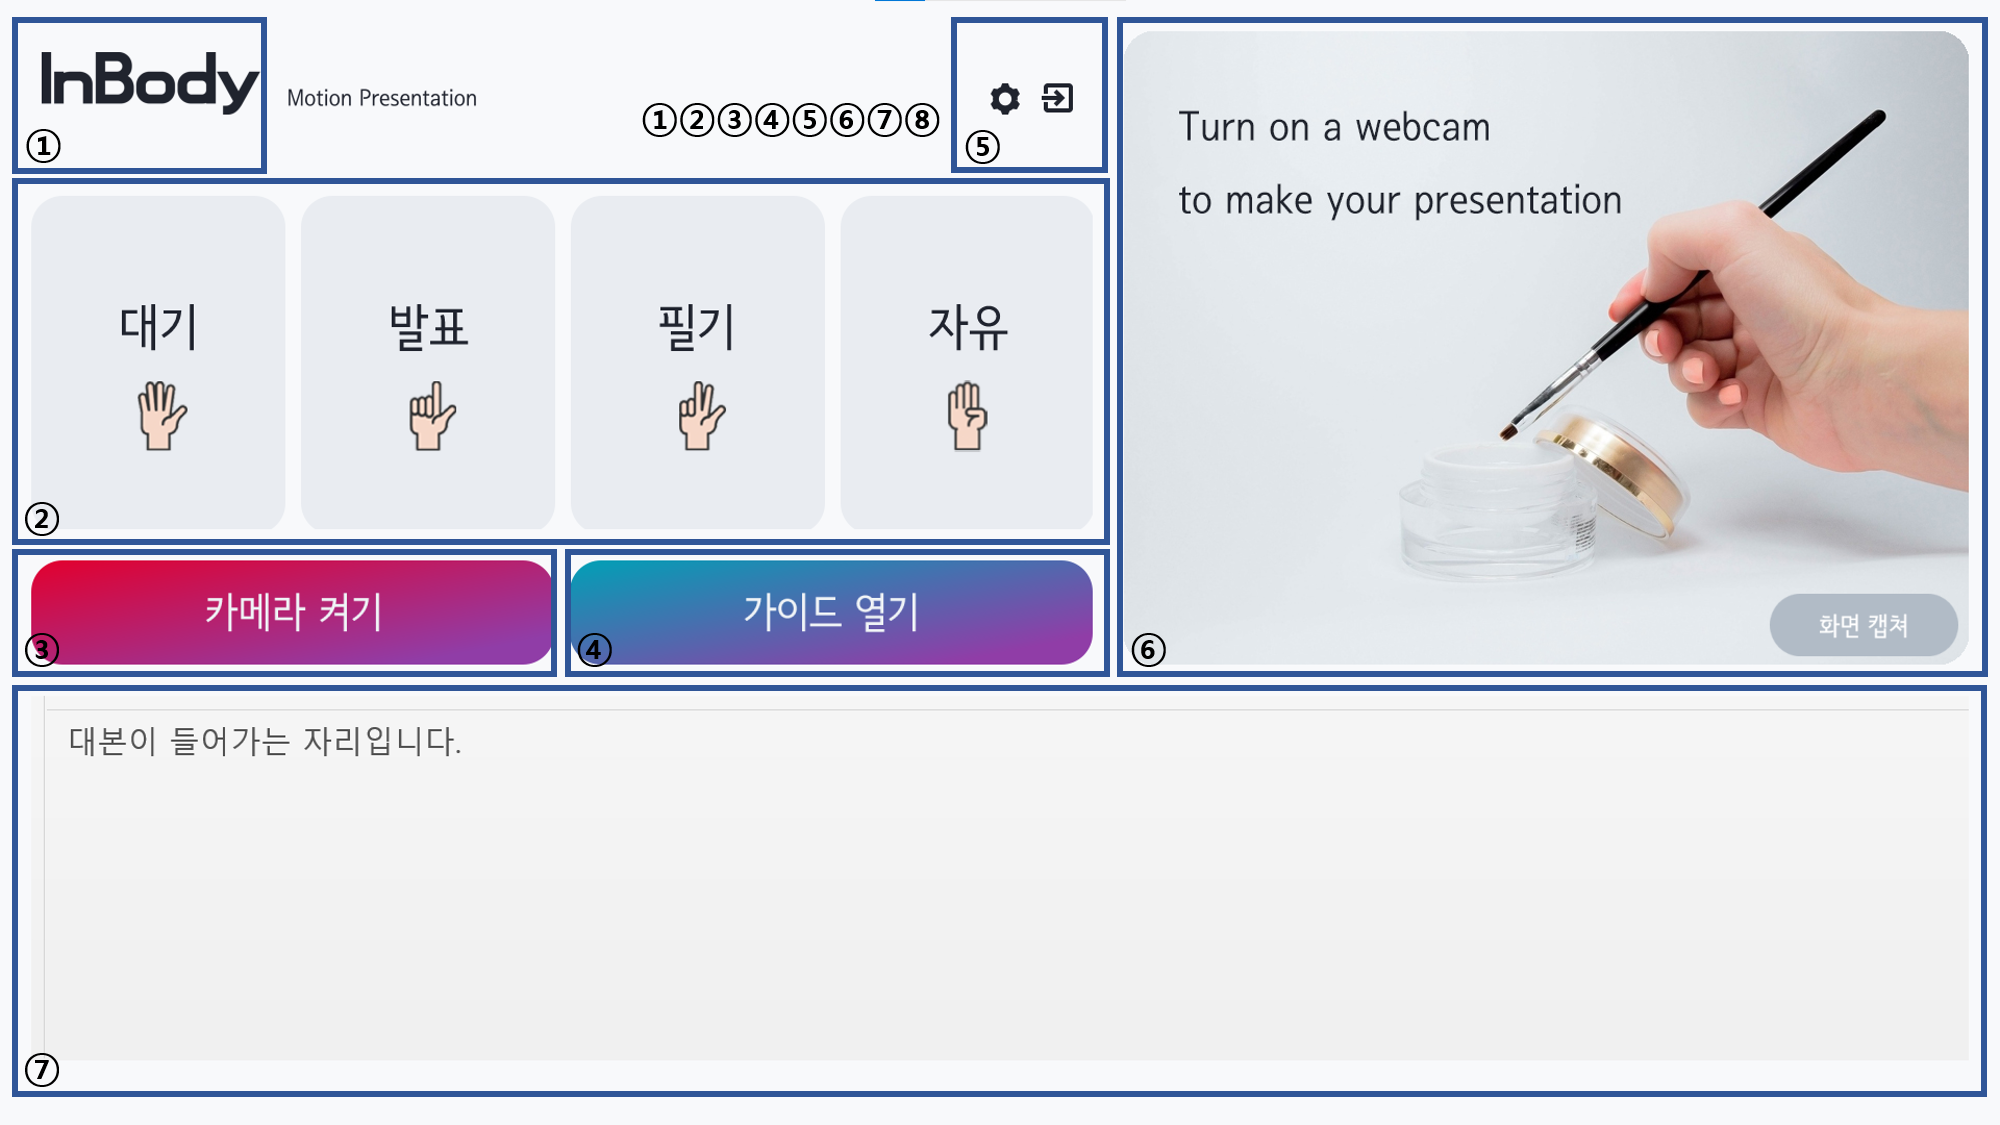 InBody
Motion Presentation
①②③④⑤⑥⑦⑧
①
⑤
대기
발표
필기
자유
②
카메라 켜기
③
가이드 열기
④
Turn on a webcam
to make your presentation
화면 캡쳐
⑥
대본이 들어가는 자리입니다.
⑦